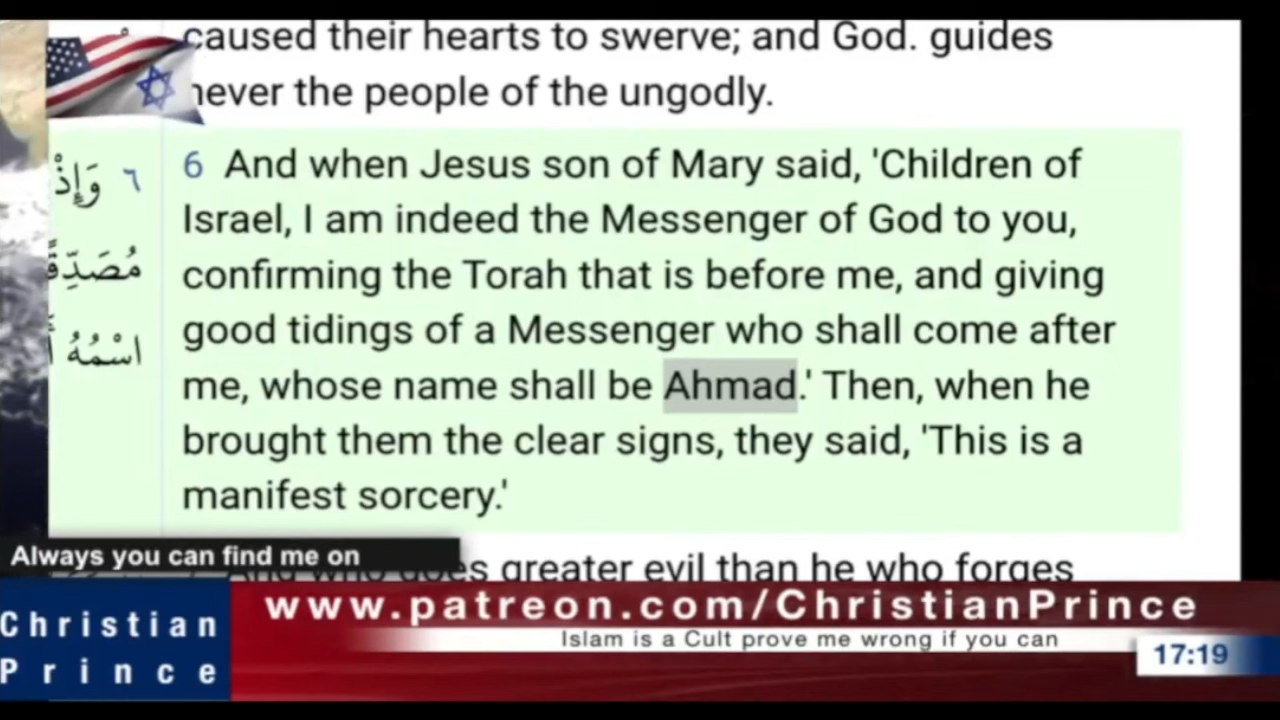 caused their hearts to swerve; and God. guides
never the people of the ungodly.
٦ وَإِذْ
6 And when Jesus son of Mary said, 'Children of
Israel, I am indeed the Messenger of God to you,
مُصَدِّقًا
confirming the Torah that is before me, and giving
good tidings of a Messenger who shall come after
اسْمُهُ
me, whose name shall be Ahmad.' Then, when he
brought them the clear signs, they said, 'This is a
manifest sorcery.'
Always you can find me on
And who does greater evil than he who forges
Christian
Prince
www.patreon.com/ChristianPrince
Islam is a Cult prove me wrong if you can
17:19